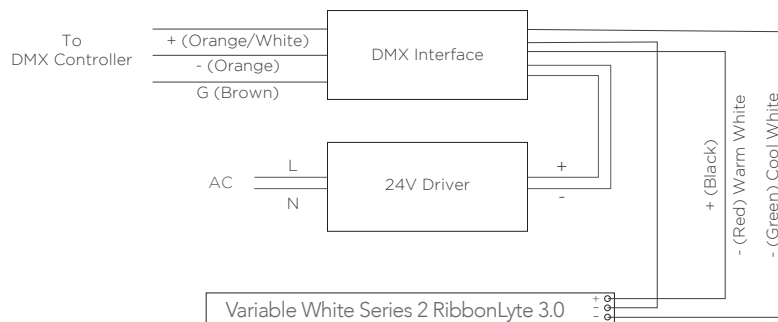 To
DMX Controller
+ (Orange/White)
- (Orange)
G (Brown)
DMX Interface
AC
L
N
24V Driver
+
-
+ (Black)
- (Red) Warm White
- (Green) Cool White
Variable White Series 2 RibbonLyte 3.0
+
-
-